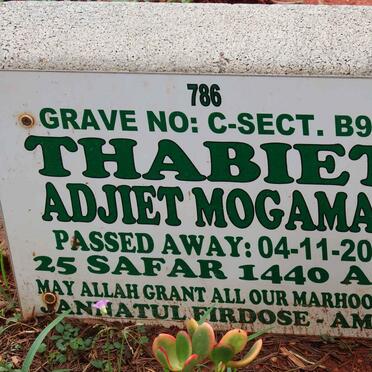 786
GRAVE NO: C-SECT. B9
THABIET
ADJIET MOGAMA
PASSED AWAY: 04-11-20
25 SAFAR 1440 A
MAY ALLAH GRANT ALL OUR MARHOO
JANNATUL FIRDOSE - AM